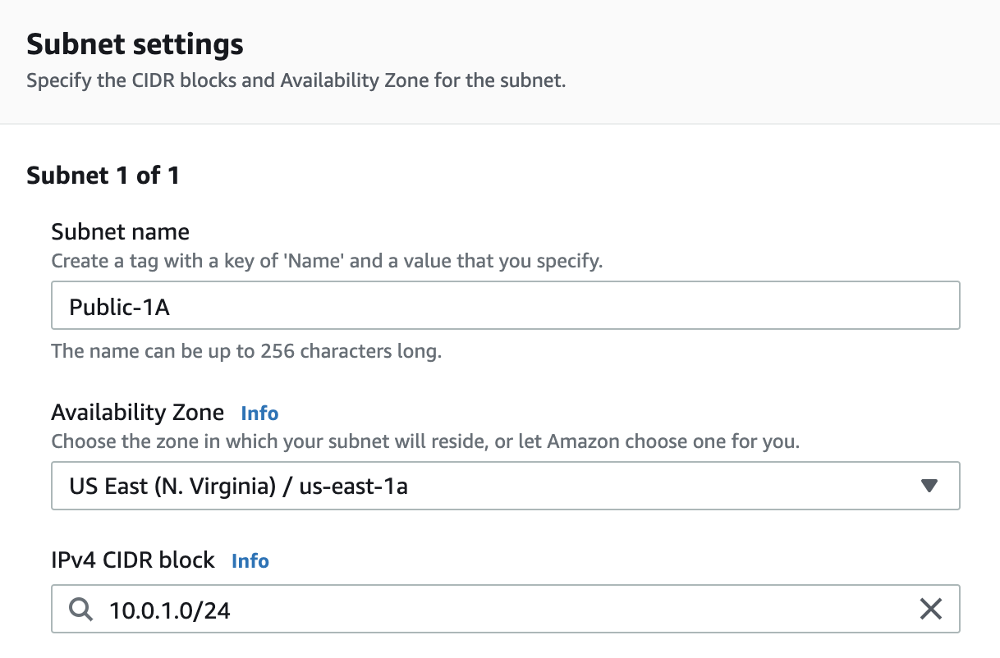 Subnet settings
Specify the CIDR blocks and Availability Zone for the subnet.
Subnet 1 of 1
Subnet name
Create a tag with a key of 'Name' and a value that you specify.
Public-1A
The name can be up to 256 characters long.
Availability Zone Info
Choose the zone in which your subnet will reside, or let Amazon choose one for you.
US East (N. Virginia) / us-east-1a
IPv4 CIDR block Info
10.0.1.0/24